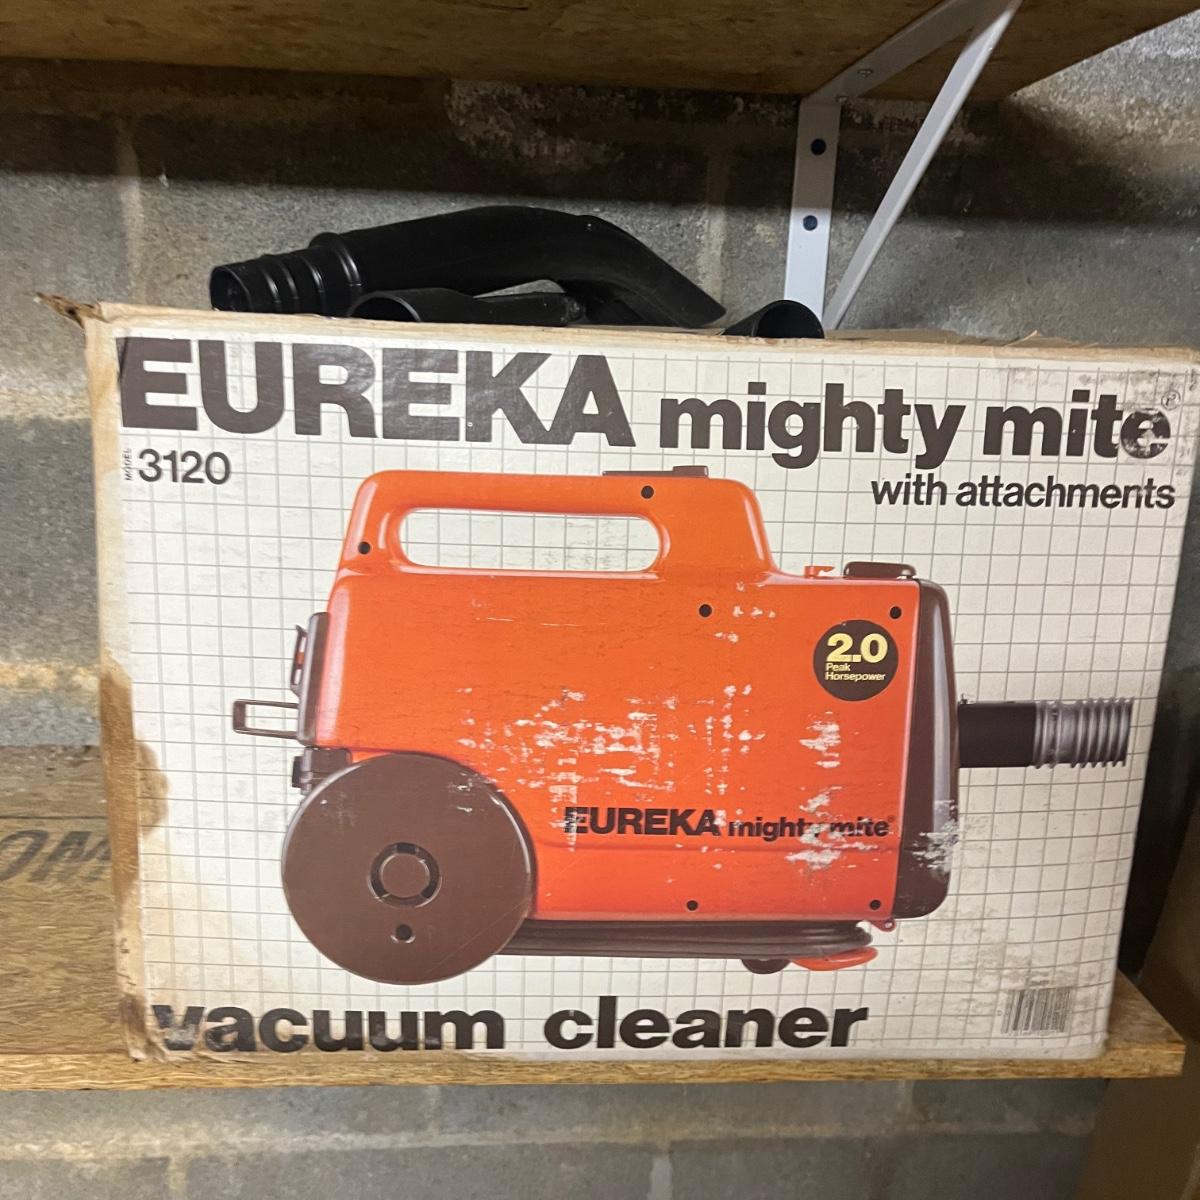 EUREKA mighty mite®
MODEL 3120
with attachments
2.0
Peak
Horsepower
EUREKA mighty mite®
vacuum cleaner